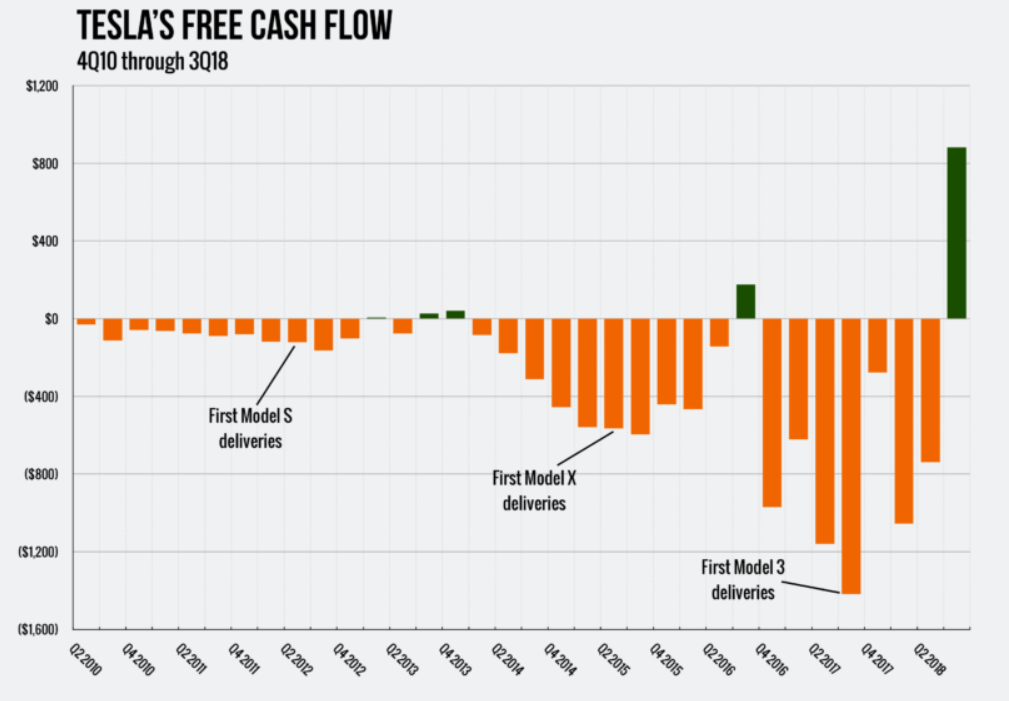 TESLA'S FREE CASH FLOW
4Q10 through 3Q18
$1,200
$800
$400
$0
($400)
($800)
($1,200)
($1,600)
First Model S
deliveries
First Model X
deliveries
First Model 3
deliveries
Q2 2010
Q4 2010
Q2 2011
Q4 2011
Q2 2012
Q4 2012
Q2 2013
Q4 2013
Q2 2014
Q4 2014
Q2 2015
Q4 2015
Q2 2016
Q4 2016
Q2 2017
Q4 2017
Q2 2018